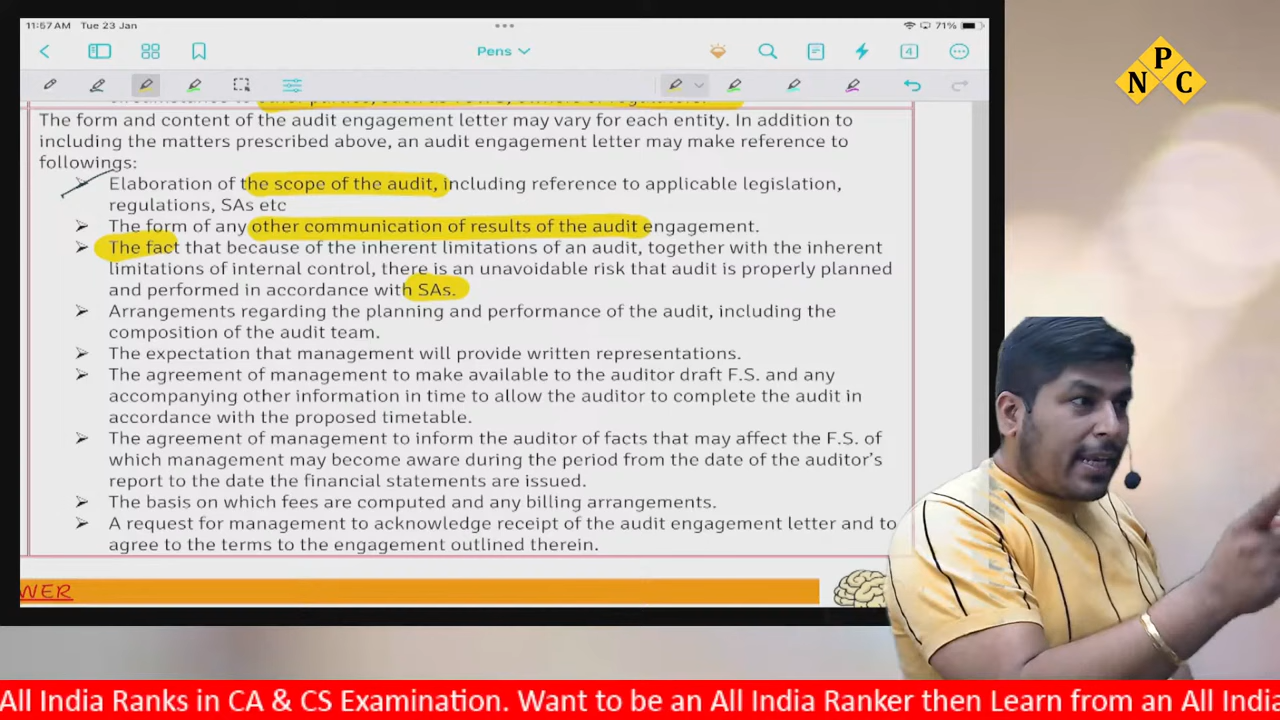 11:57 AM Tue 23 Jan
71%
Pens
4
The form and content of the audit engagement letter may vary for each entity. In addition to
including the matters prescribed above, an audit engagement letter may make reference to
followings:
Elaboration of the scope of the audit, including reference to applicable legislation,
regulations, SAs etc
The form of any other communication of results of the audit engagement.
The fact that because of the inherent limitations of an audit, together with the inherent
limitations of internal control, there is an unavoidable risk that audit is properly planned
and performed in accordance with SAs.
Arrangements regarding the planning and performance of the audit, including the
composition of the audit team.
The expectation that management will provide written representations.
The agreement of management to make available to the auditor draft F.S. and any
accompanying other information in time to allow the auditor to complete the audit in
accordance with the proposed timetable.
The agreement of management to inform the auditor of facts that may affect the F.S. of
which management may become aware during the period from the date of the auditor's
report to the date the financial statements are issued.
The basis on which fees are computed and any billing arrangements.
A request for management to acknowledge receipt of the audit engagement letter and to
agree to the terms to the engagement outlined therein.
WER
N P C
All India Ranks in CA & CS Examination. Want to be an All India Ranker then Learn from an All India